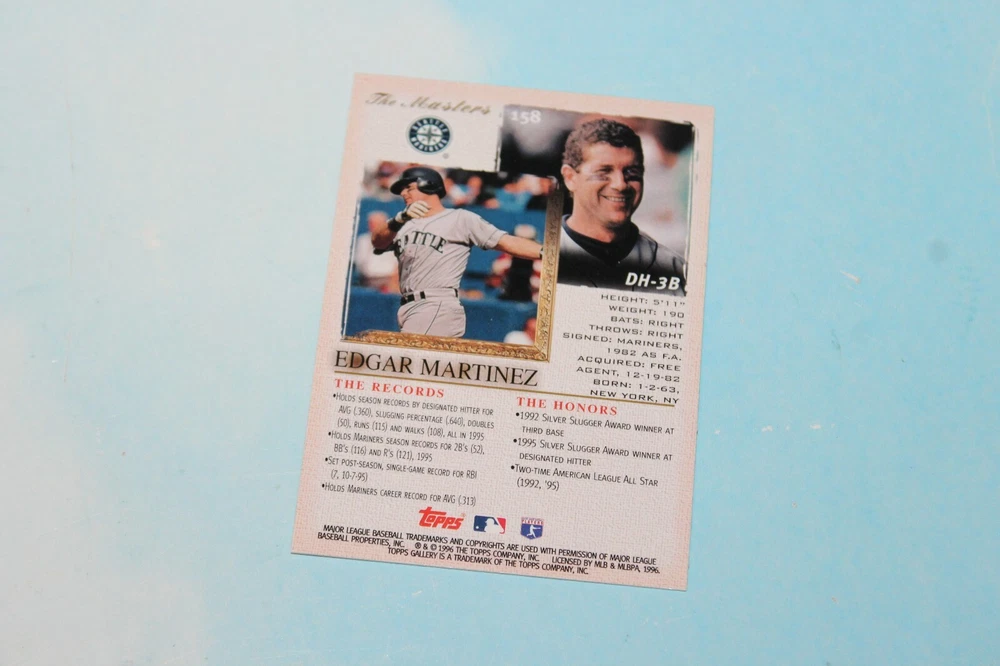 The Masters
SEATTLE
MARINERS
158
SEATTLE
DH-3B
HEIGHT: 5'11"
WEIGHT: 190
BATS: RIGHT
THROWS: RIGHT
SIGNED: MARINERS,
1982 AS F.A.
ACQUIRED: FREE
AGENT, 12-19-82
BORN: 1-2-63,
NEW YORK, NY
EDGAR MARTINEZ
THE RECORDS
•HOLDS SEASON RECORDS BY DESIGNATED HITTER FOR
AVG (.360), SLUGGING PERCENTAGE (.640), DOUBLES
(50), RUNS (115) AND WALKS (108), ALL IN 1995
•HOLDS MARINERS SEASON RECORDS FOR 2B'S (52),
BB'S (116) AND R'S (121), 1995
•SET POST-SEASON, SINGLE-GAME RECORD FOR RBI
(7, 10-7-95)
•HOLDS MARINERS CAREER RECORD FOR AVG (.313)
THE HONORS
•1992 SILVER SLUGGER AWARD WINNER AT
THIRD BASE
•1995 SILVER SLUGGER AWARD WINNER AT
DESIGNATED HITTER
•TWO-TIME AMERICAN LEAGUE ALL STAR
(1992, '95)
Topps
PLAYERS
MAJOR LEAGUE BASEBALL TRADEMARKS AND COPYRIGHTS ARE USED WITH PERMISSION OF MAJOR LEAGUE
BASEBALL PROPERTIES, INC. ® & © 1996 THE TOPPS COMPANY, INC. LICENSED BY MLB & MLBPA, 1996.
TOPPS GALLERY IS A TRADEMARK OF THE TOPPS COMPANY, INC.